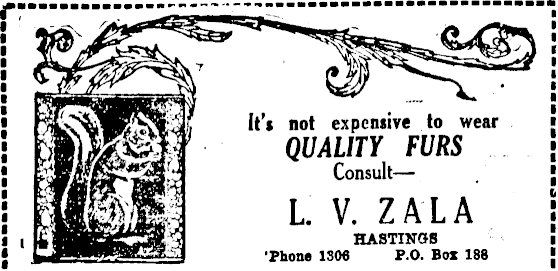 It's not expensive to wear
QUALITY FURS
Consult—
L. V. ZALA
HASTINGS
'Phone 1306 P.O. Box 188